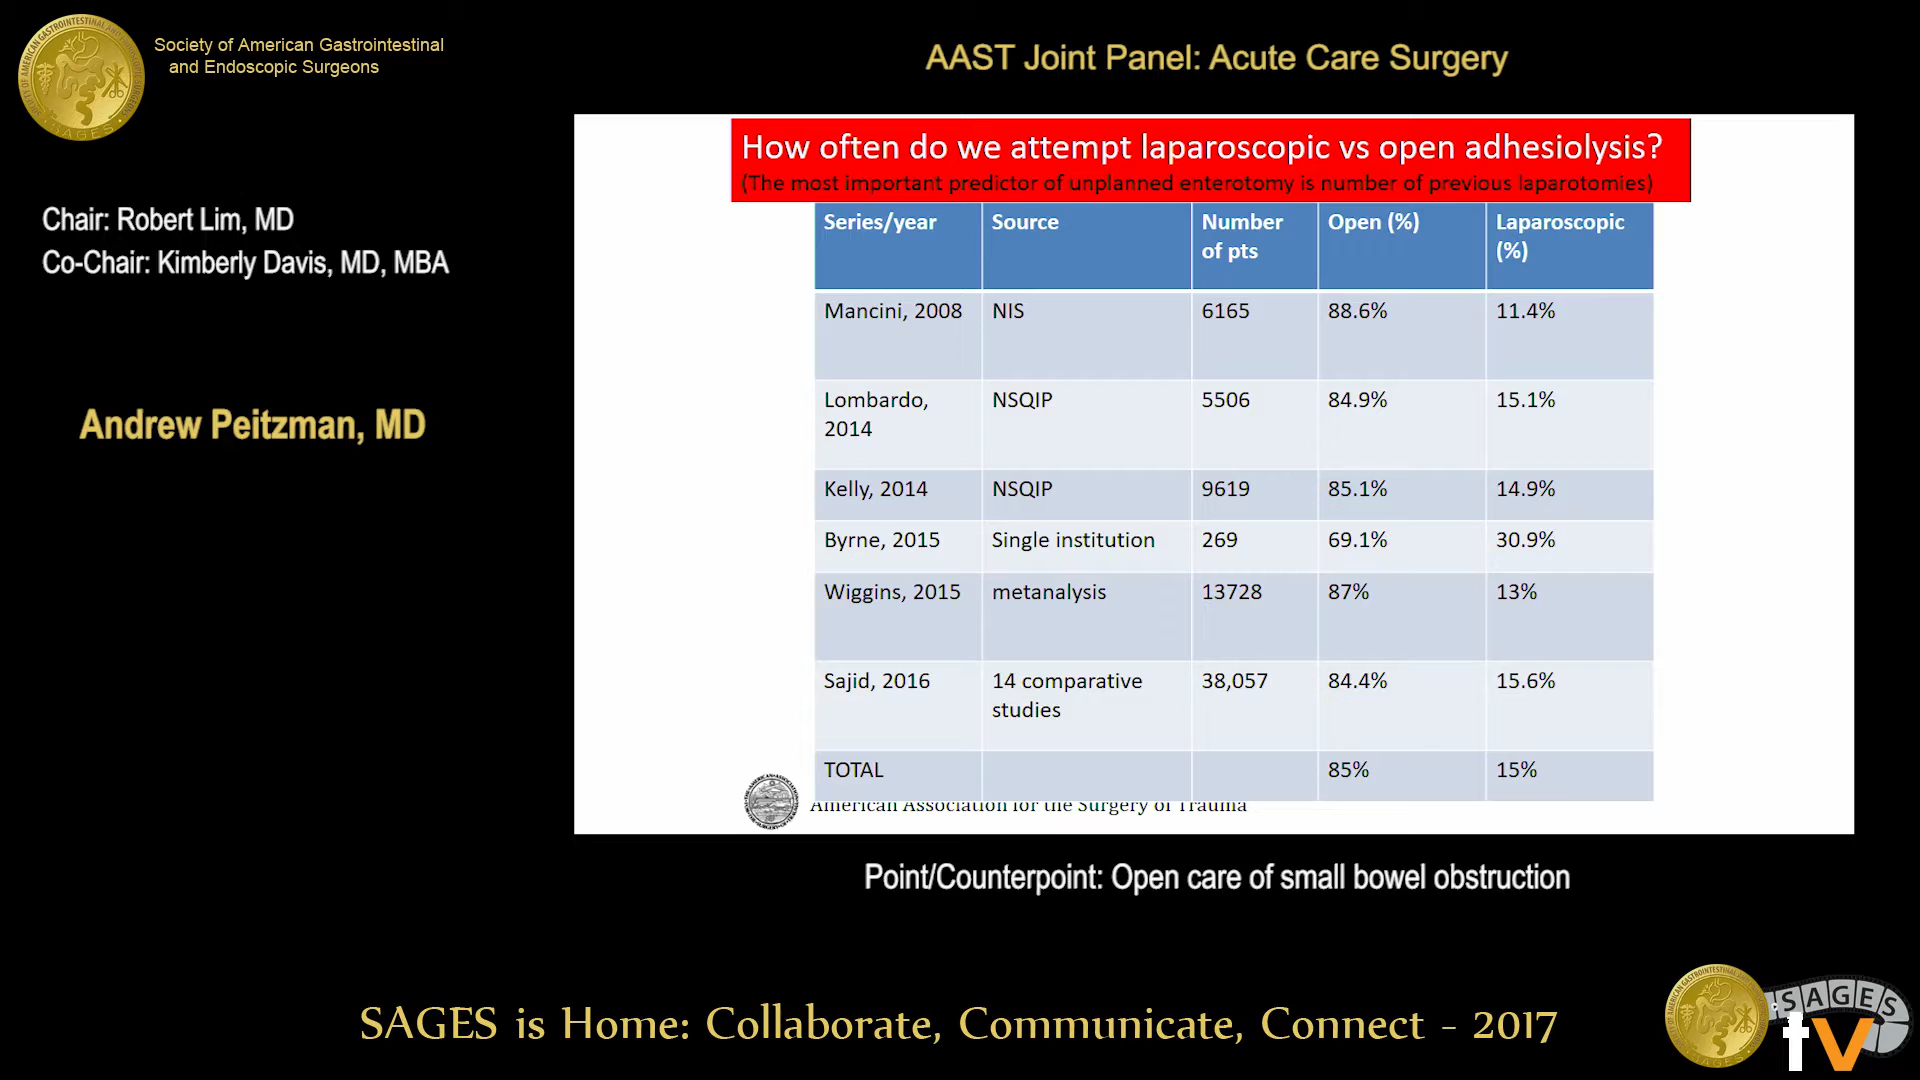 Society of American Gastrointestinal
and Endoscopic Surgeons
AAST Joint Panel: Acute Care Surgery
Chair: Robert Lim, MD
Co-Chair: Kimberly Davis, MD, MBA
Andrew Peitzman, MD
How often do we attempt laparoscopic vs open adhesiolysis?
(The most important predictor of unplanned enterotomy is number of previous laparotomies)
Series/year Source Number of pts Open (%) Laparoscopic (%)
Mancini, 2008 NIS 6165 88.6% 11.4%
Lombardo, 2014 NSQIP 5506 84.9% 15.1%
Kelly, 2014 NSQIP 9619 85.1% 14.9%
Byrne, 2015 Single institution 269 69.1% 30.9%
Wiggins, 2015 metanalysis 13728 87% 13%
Sajid, 2016 14 comparative studies 38,057 84.4% 15.6%
TOTAL 85% 15%
American Association for the Surgery of Trauma
Point/Counterpoint: Open care of small bowel obstruction
SAGES is Home: Collaborate, Communicate, Connect - 2017
SAGES
tv